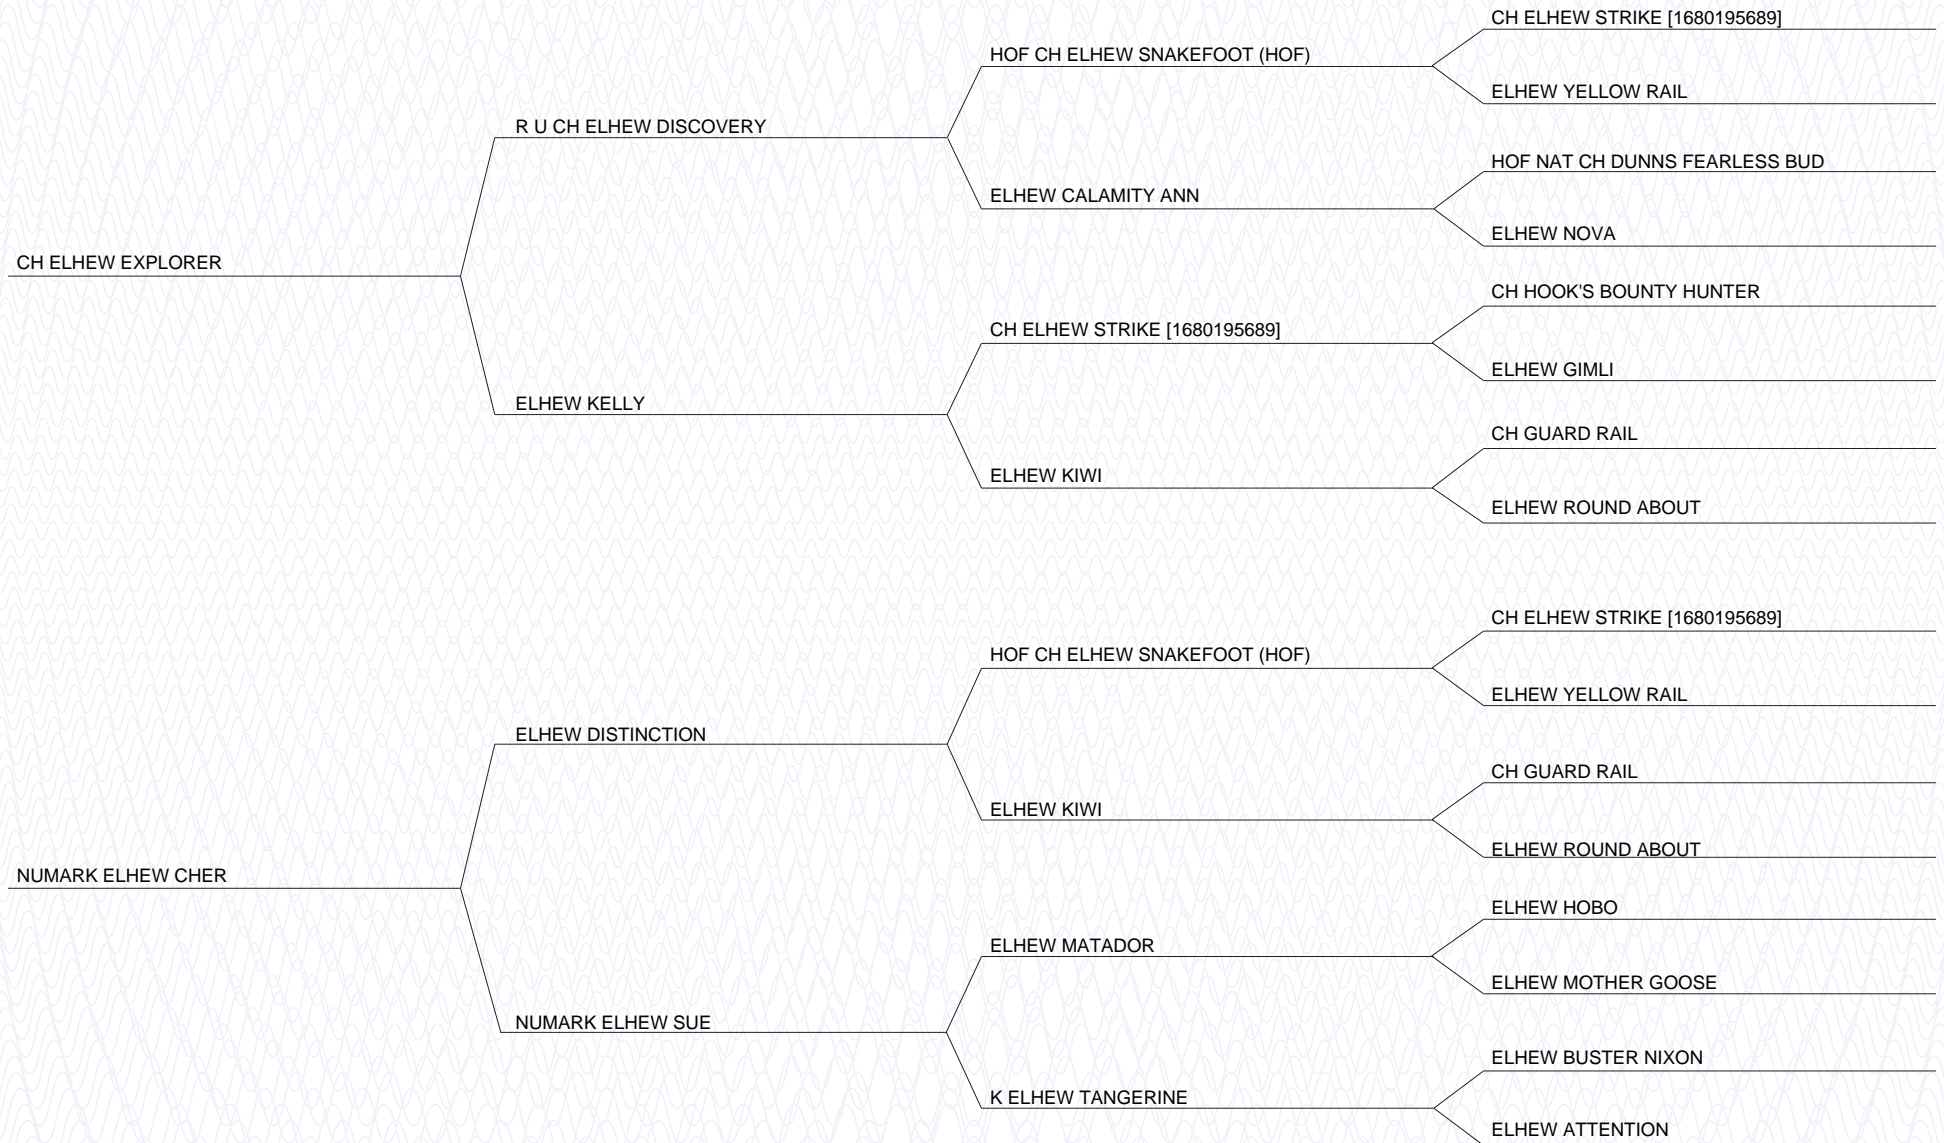 CH ELHEW STRIKE [1680195689]
HOF CH ELHEW SNAKEFOOT (HOF)
ELHEW YELLOW RAIL
R U CH ELHEW DISCOVERY
HOF NAT CH DUNNS FEARLESS BUD
ELHEW CALAMITY ANN
ELHEW NOVA
CH ELHEW EXPLORER
CH HOOK'S BOUNTY HUNTER
CH ELHEW STRIKE [1680195689]
ELHEW GIMLI
ELHEW KELLY
CH GUARD RAIL
ELHEW KIWI
ELHEW ROUND ABOUT
CH ELHEW STRIKE [1680195689]
HOF CH ELHEW SNAKEFOOT (HOF)
ELHEW YELLOW RAIL
ELHEW DISTINCTION
CH GUARD RAIL
ELHEW KIWI
ELHEW ROUND ABOUT
NUMARK ELHEW CHER
ELHEW HOBO
ELHEW MATADOR
ELHEW MOTHER GOOSE
NUMARK ELHEW SUE
ELHEW BUSTER NIXON
K ELHEW TANGERINE
ELHEW ATTENTION